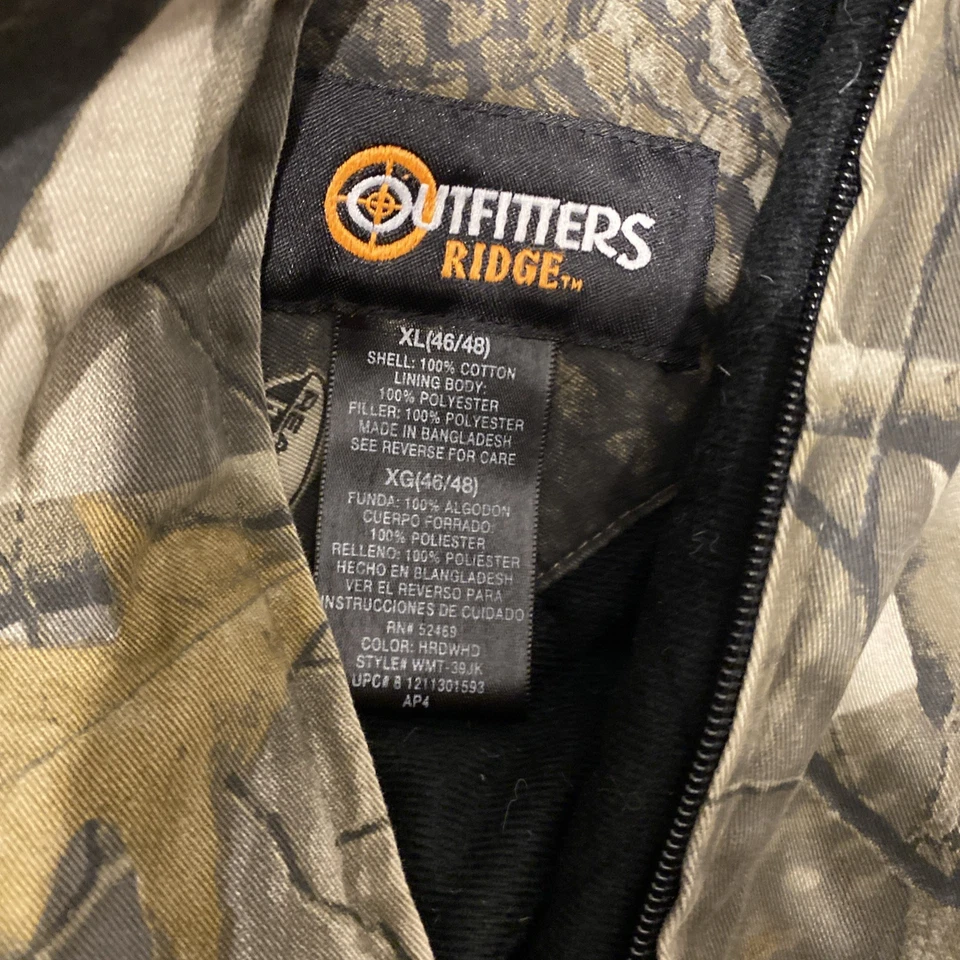 OUTFITTERS
RIDGE™
XL(46/48)
SHELL: 100% COTTON
LINING BODY:
100% POLYESTER
FILLER: 100% POLYESTER
MADE IN BANGLADESH
SEE REVERSE FOR CARE
XG(46/48)
FUNDA: 100% ALGODON
CUERPO FORRADO:
100% POLIESTER
RELLENO: 100% POLIESTER
HECHO EN BLANGLADESH
VER EL REVERSO PARA
INSTRUCCIONES DE CUIDADO
RN# 52469
COLOR: HRDWHD
STYLE# WMT-39JK
UPC# 8 1211301593
AP4